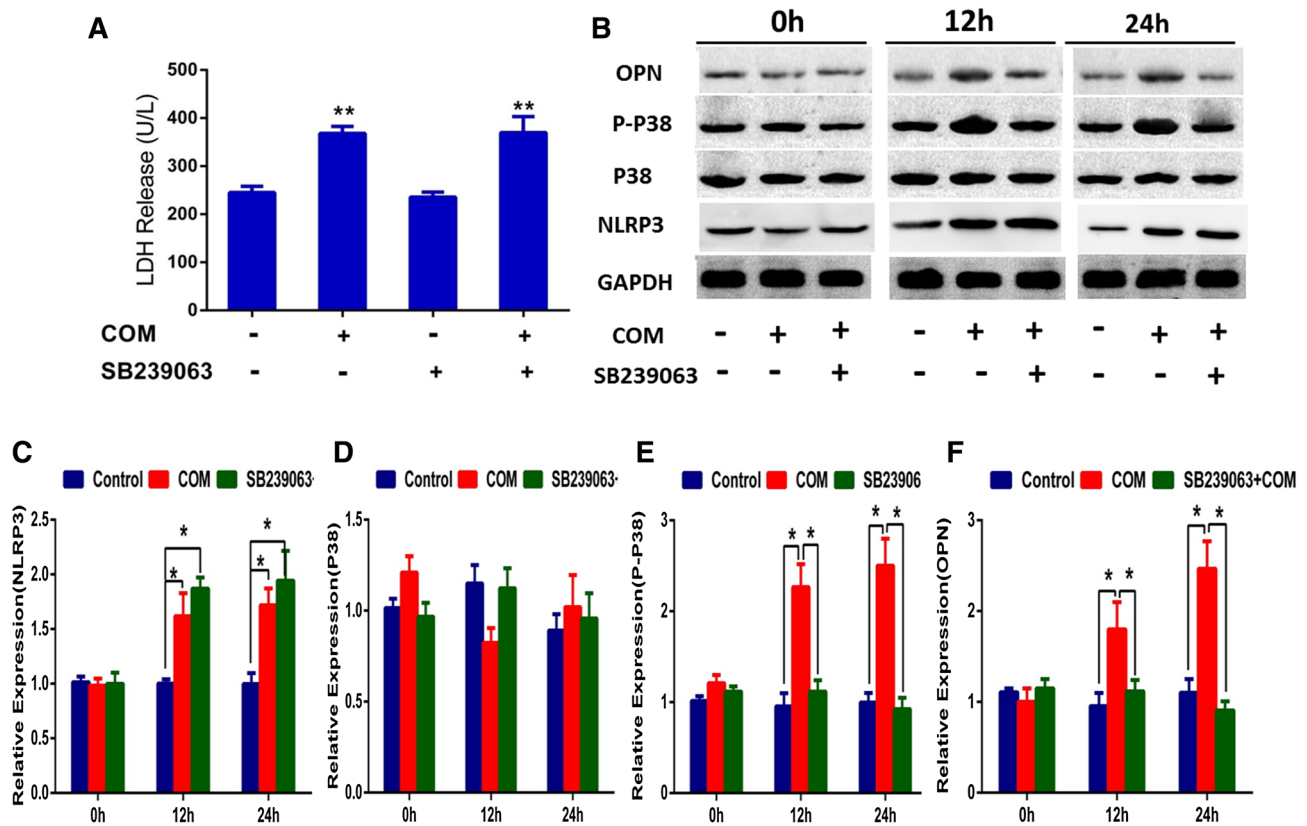 A
LDH Release (U/L)
500
400
300
200
100
0
** **
COM - + - +
SB239063 - - + +
B
0h 12h 24h
OPN
P-P38
P38
NLRP3
GAPDH
COM - + + - + + - + +
SB239063 - - + - - + - - +
C
Control COM SB239063-
Relative Expression(NLRP3)
2.5
2.0
1.5
1.0
0.5
0.0
* * * *
0h 12h 24h
D
Control COM SB239063-
Relative Expression(P38)
1.5
1.0
0.5
0.0
0h 12h 24h
E
Control COM SB23906
Relative Expression(P-P38)
3
2
1
0
* * * *
0h 12h 24h
F
Control COM SB239063+COM
Relative Expression(OPN)
3
2
1
0
* * * *
0h 12h 24h